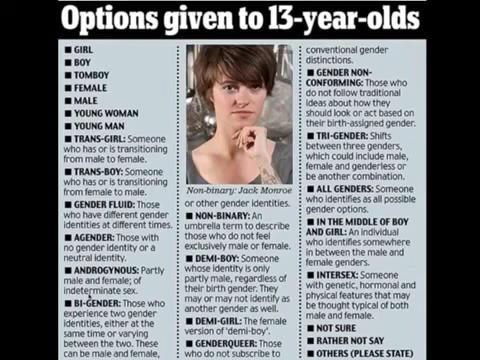 Options given to 13-year-olds
■ GIRL
■ BOY
■ TOMBOY
■ FEMALE
■ MALE
■ YOUNG WOMAN
■ YOUNG MAN
■ TRANS-GIRL: Someone
who has or is transitioning
from male to female.
■ TRANS-BOY: Someone
who has or is transitioning
from female to male.
■ GENDER FLUID: Those
who have different gender
identities at different times.
■ AGENDER: Those with
no gender identity or a
neutral identity.
■ ANDROGYNOUS: Partly
male and female; of
indeterminate sex.
■ BI-GENDER: Those who
experience two gender
identities, either at the
same time or varying
between the two. These
can be male and female,
Non-binary: Jack Monroe
or other gender identities.
■ NON-BINARY: An
umbrella term to describe
those who do not feel
exclusively male or female.
■ DEMI-BOY: Someone
whose identity is only
partly male, regardless of
their birth gender. They
may or may not identify as
another gender as well.
■ DEMI-GIRL: The female
version of 'demi-boy'.
■ GENDERQUEER: Those
who do not subscribe to
conventional gender
distinctions.
■ GENDER NON-
CONFORMING: Those who
do not follow traditional
ideas about how they
should look or act based on
their birth-assigned gender.
■ TRI-GENDER: Shifts
between three genders,
which could include male,
female and genderless or
be another combination.
■ ALL GENDERS: Someone
who identifies as all possible
gender options.
■ IN THE MIDDLE OF BOY
AND GIRL: An individual
who identifies somewhere
in between the male and
female genders.
■ INTERSEX: Someone
with genetic, hormonal and
physical features that may
be thought typical of both
male and female.
■ NOT SURE
■ RATHER NOT SAY
■ OTHERS (PLEASE STATE)